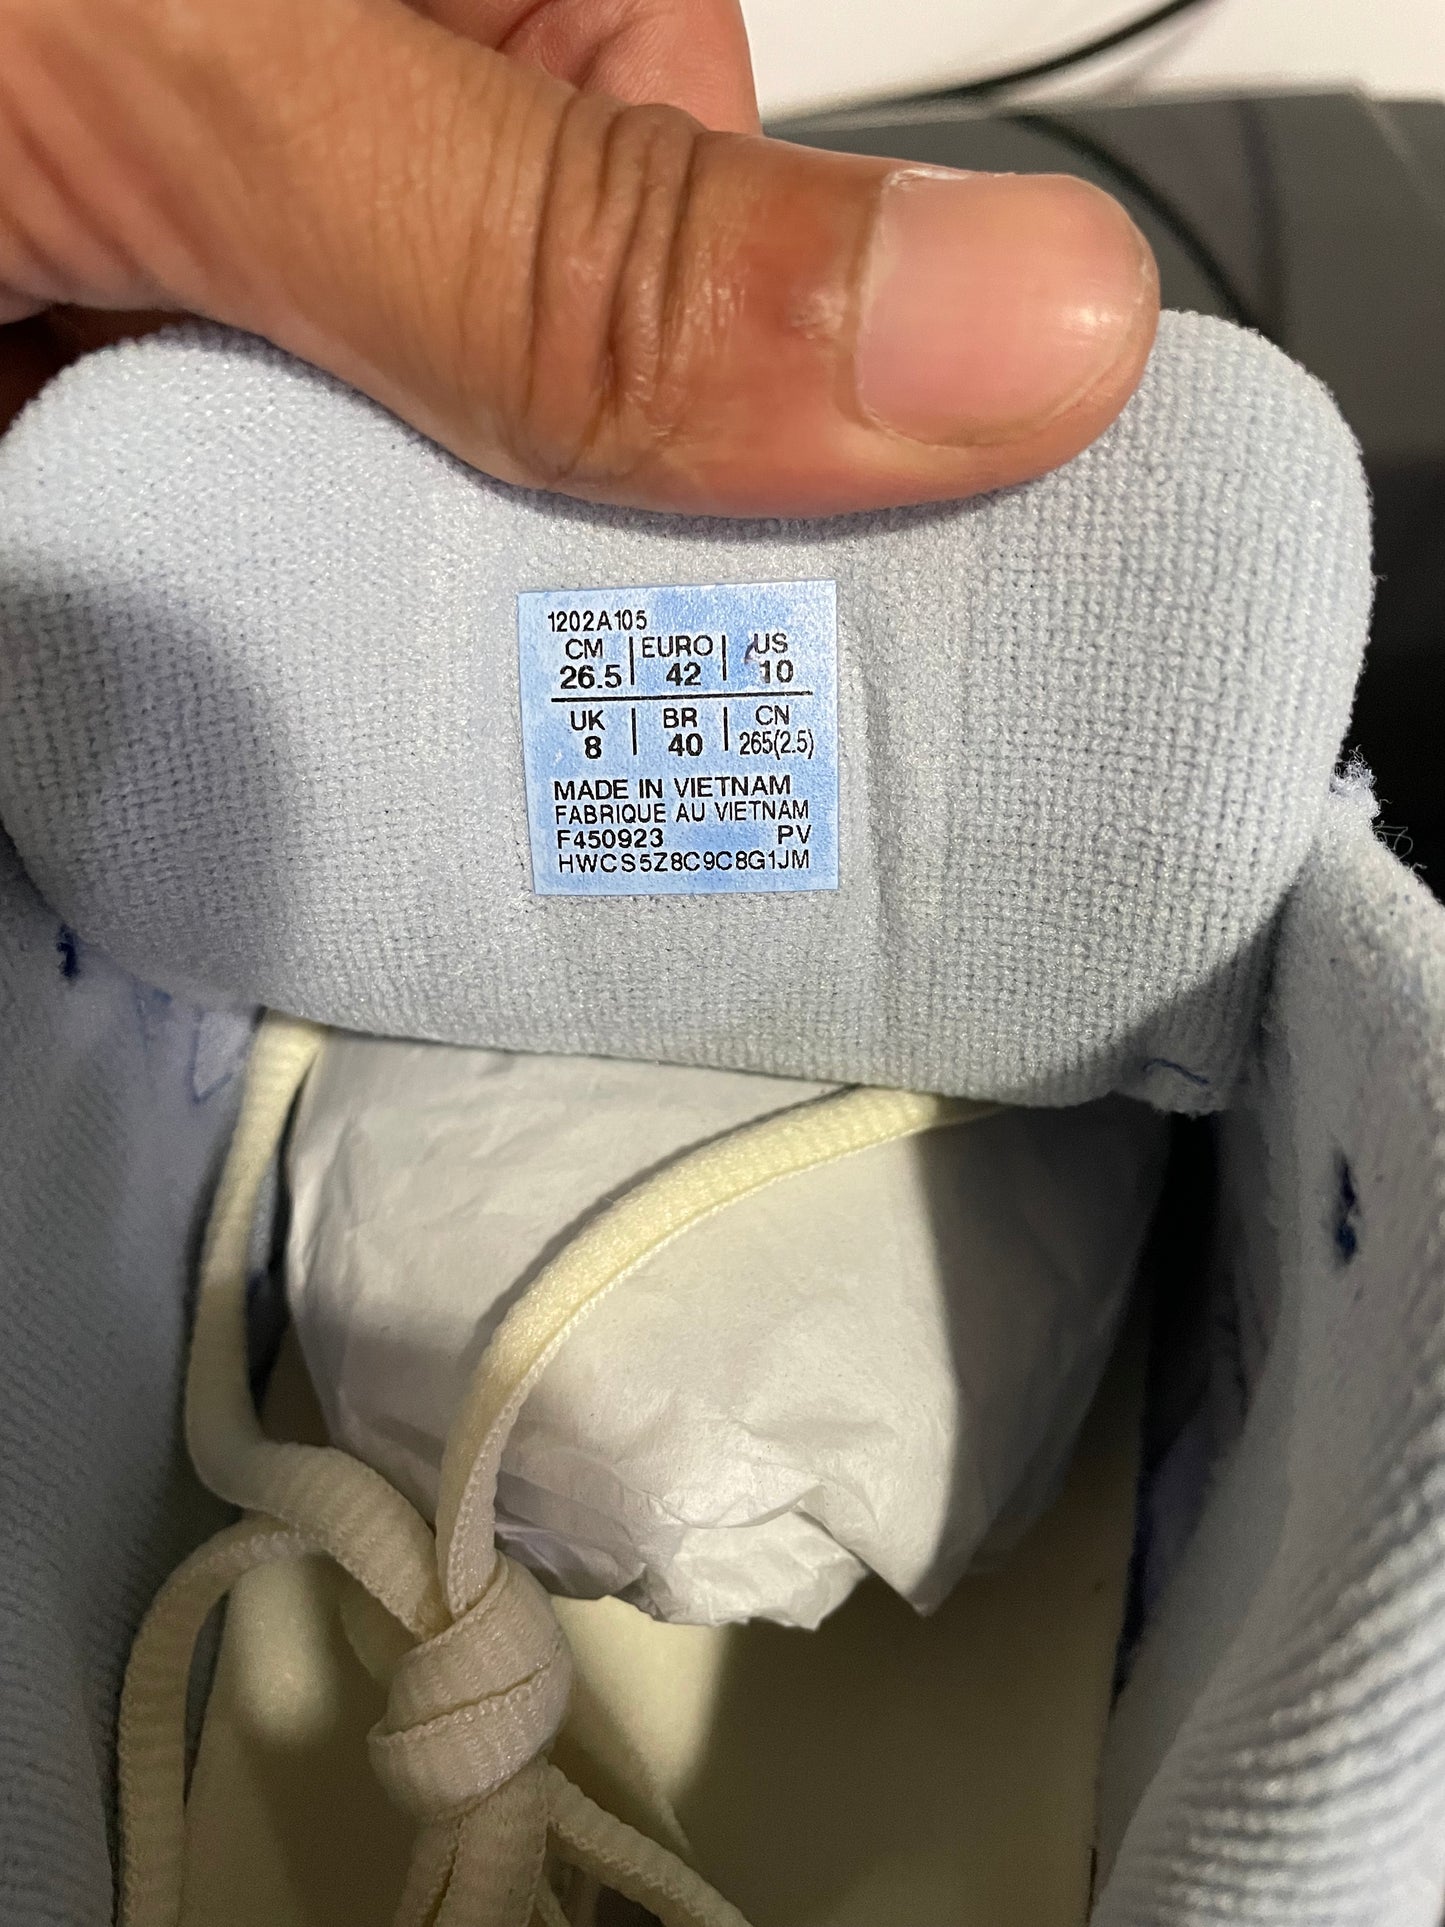 1202A105
CM EURO US
26.5 42 10
UK BR CN
8 40 265(2.5)
MADE IN VIETNAM
FABRIQUE AU VIETNAM
F450923 PV
HWCS5Z8C9C8G1JM